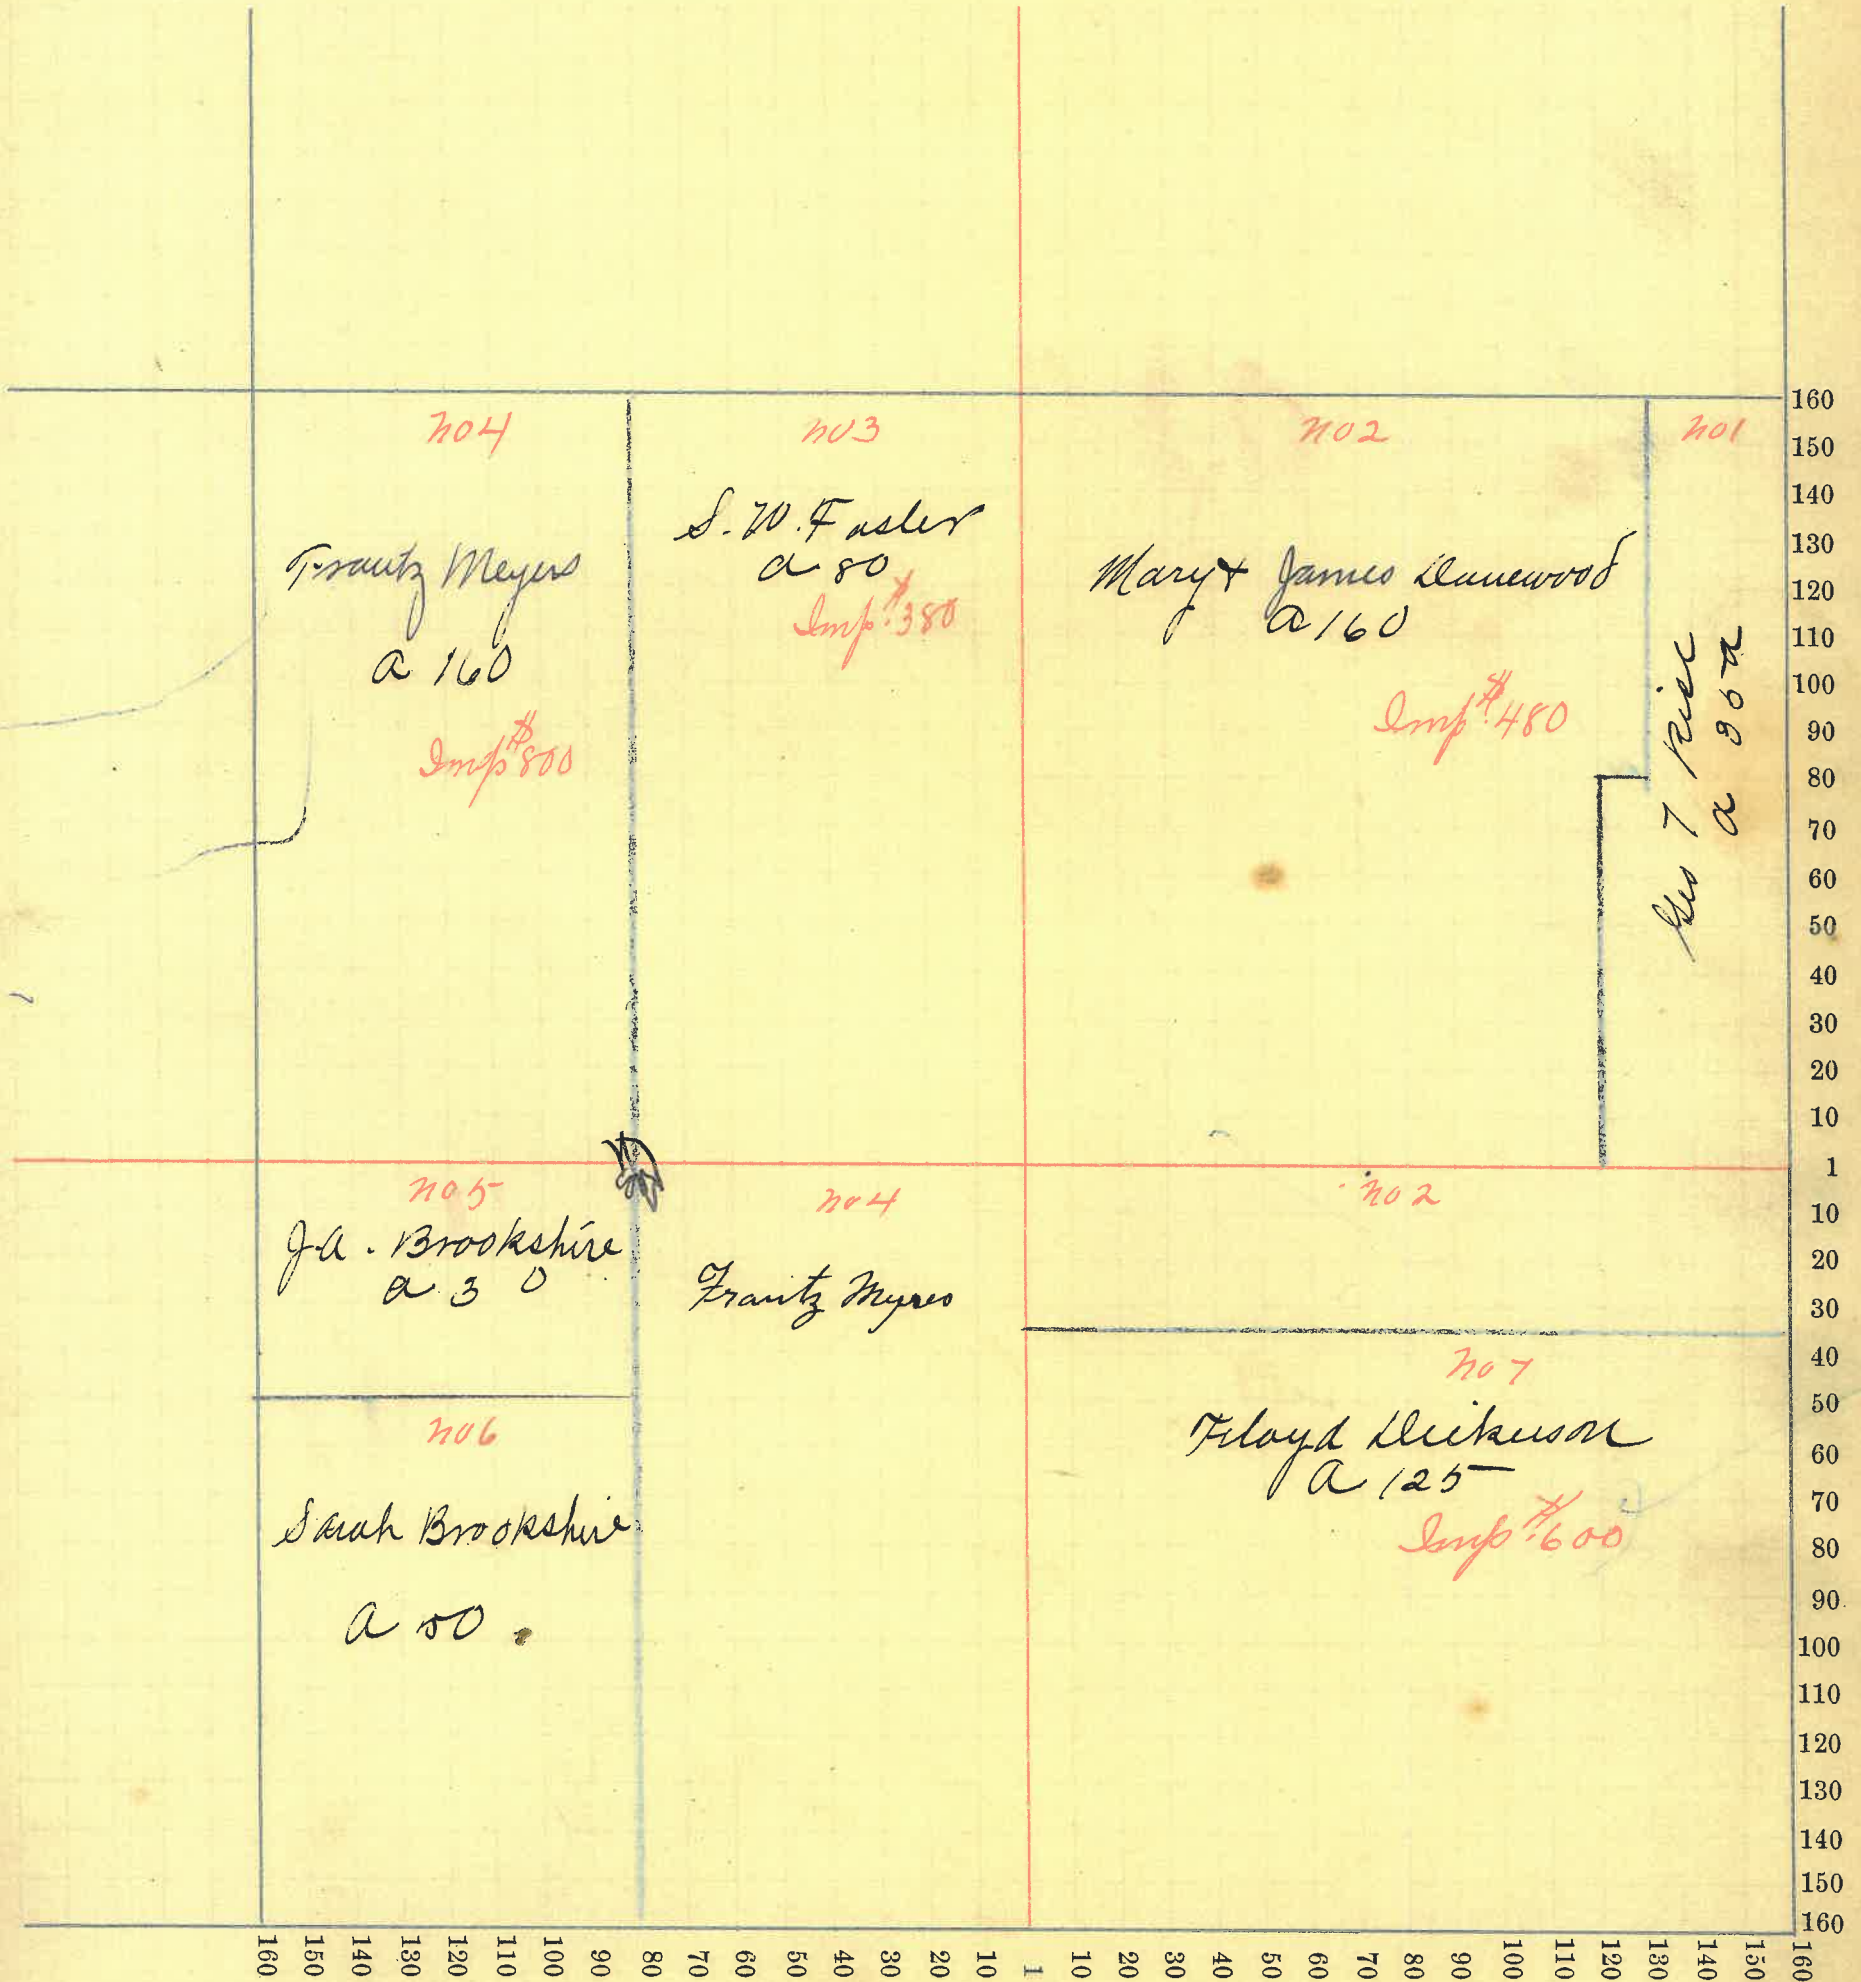 no4
Frantz Meyers
a 160
Imp $800
no3
S. W. Foster
a 80
Imp. $380
no2
Mary + James Danewood
a 160
Imp. $480
no1
Geo T Rice
a
160
150
140
130
120
110
100
90
80
70
60
50
40
30
20
10
1
10
20
30
40
50
60
70
80
90
100
110
120
130
140
150
160
no5
J. A. Brookshire
a 30
no4
Frantz Myres
no2
no7
Floyd Dickuson
a 125
Imp. $600
no6
Sarah Brookshire
a 50
160 150 140 130 120 110 100 90 80 70 60 50 40 30 20 10 1 10 20 30 40 50 60 70 80 90 100 110 120 130 140 150 160